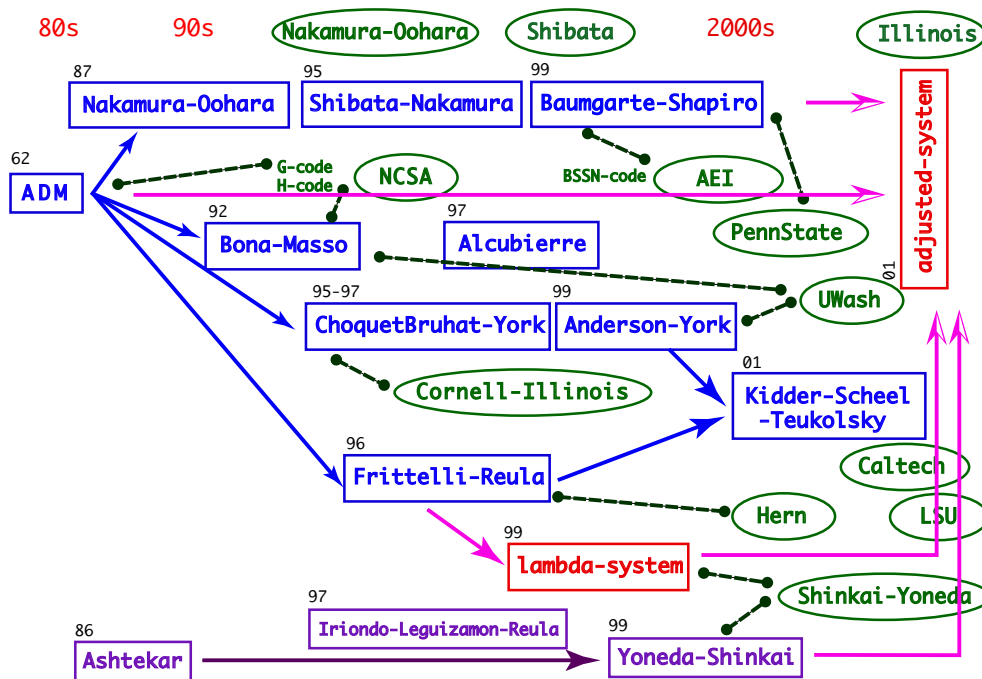 80s 90s Nakamura-Oohara Shibata 2000s Illinois
87 95 99
Nakamura-Oohara Shibata-Nakamura Baumgarte-Shapiro
adjusted-system
01
62
ADM
G-code
H-code
NCSA
BSSN-code AEI
92 97
Bona-Masso Alcubierre PennState
95-97 99
ChoquetBruhat-York Anderson-York UWash
Cornell-Illinois
01
Kidder-Scheel
-Teukolsky
96
Frittelli-Reula
Caltech
Hern LSU
99
lambda-system
Shinkai-Yoneda
97
Iriondo-Leguizamon-Reula
86 99
Ashtekar Yoneda-Shinkai